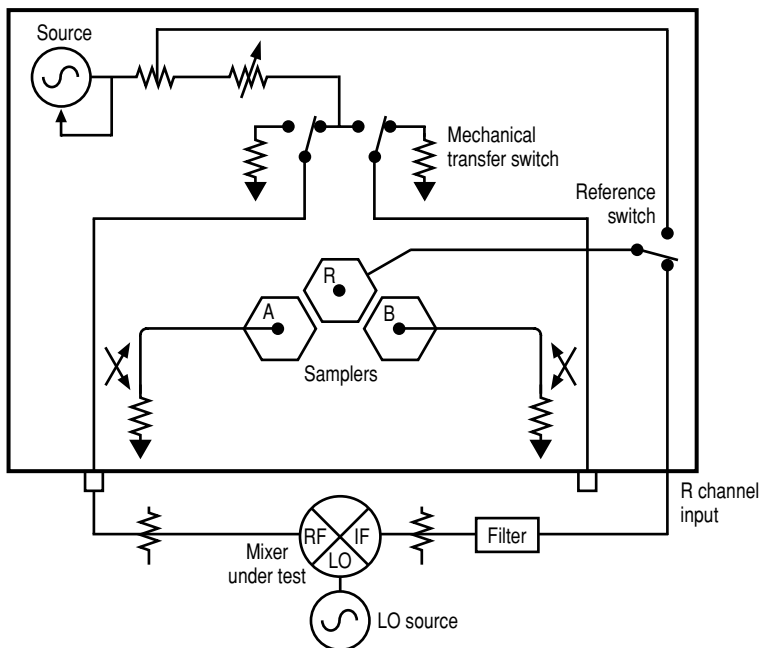 Source
Mechanical
transfer switch
Reference
switch
R
A
B
Samplers
R channel
input
RF
IF
LO
Mixer
under test
Filter
LO source